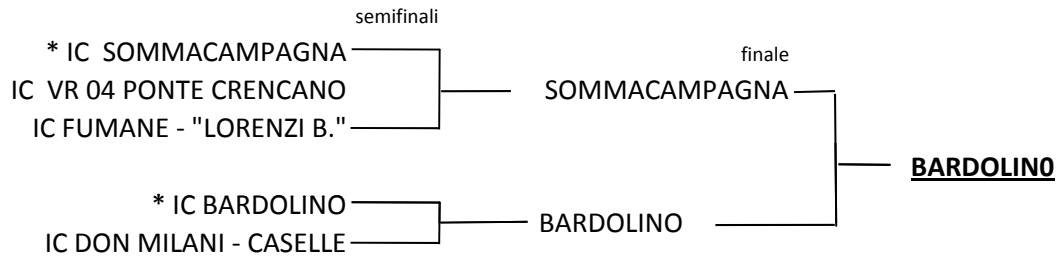 semifinali
* IC  SOMMACAMPAGNA
finale
IC  VR 04 PONTE CRENCANO
SOMMACAMPAGNA
IC FUMANE - "LORENZI B."
BARDOLIN0
* IC BARDOLINO
BARDOLINO
IC DON MILANI - CASELLE